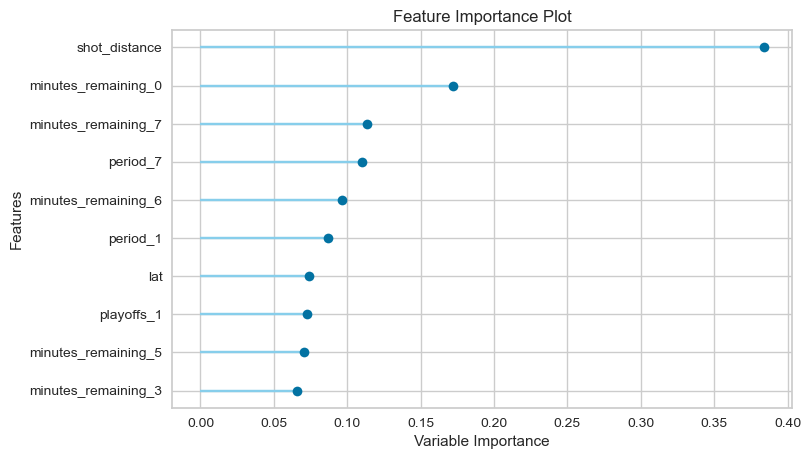 Feature Importance Plot
Features
shot_distance
minutes_remaining_0
minutes_remaining_7
period_7
minutes_remaining_6
period_1
lat
playoffs_1
minutes_remaining_5
minutes_remaining_3
0.00 0.05 0.10 0.15 0.20 0.25 0.30 0.35 0.40
Variable Importance